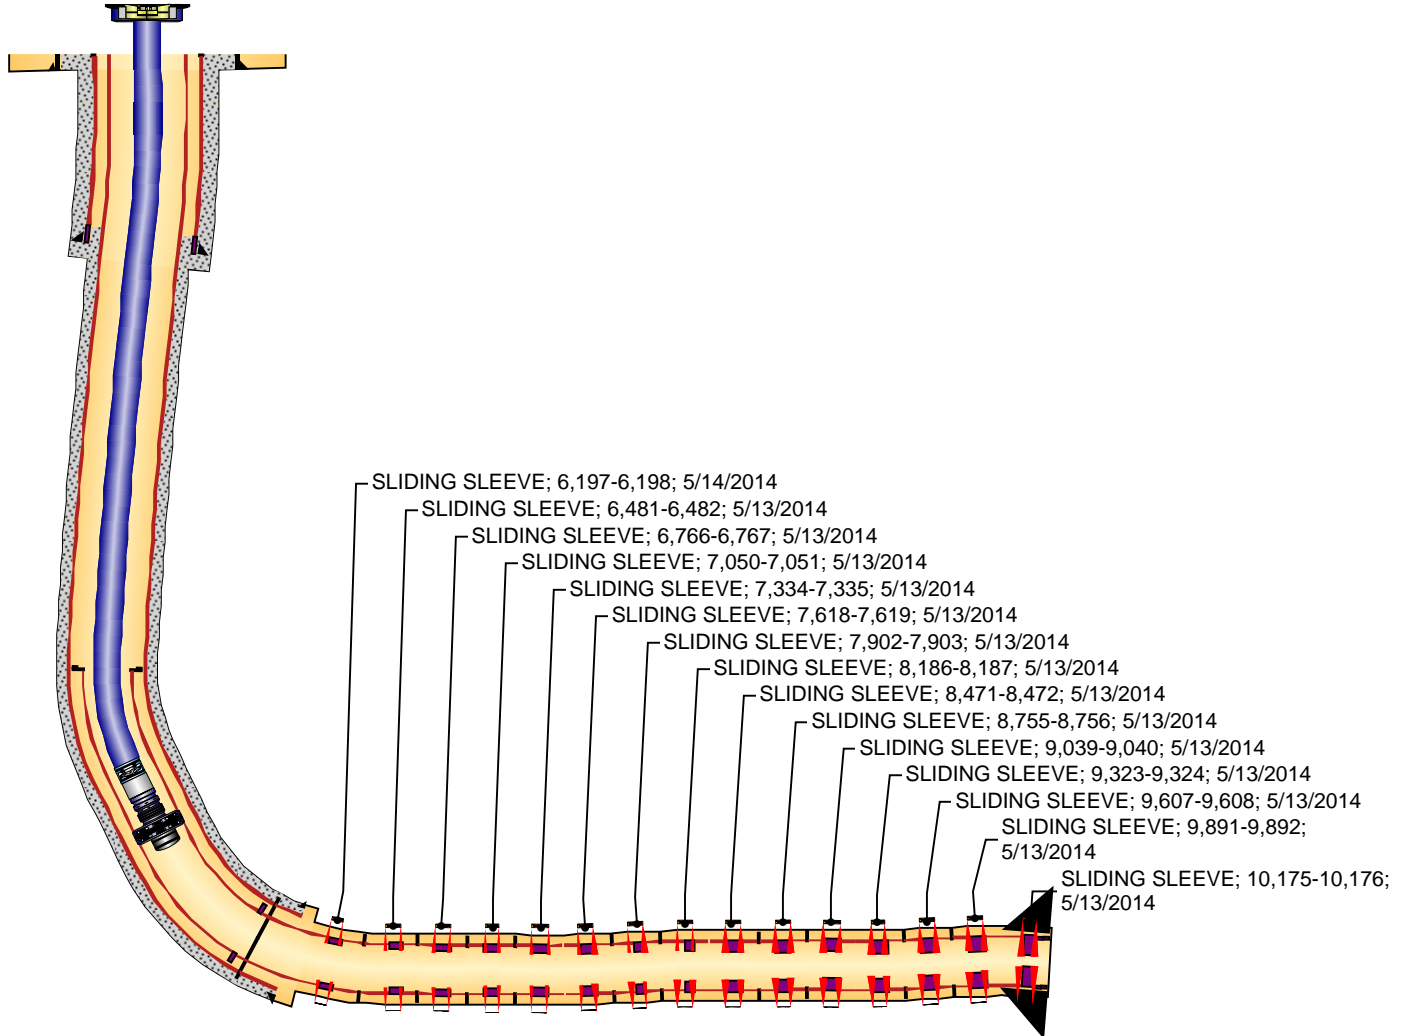 SLIDING SLEEVE; 6,197-6,198; 5/14/2014
SLIDING SLEEVE; 6,481-6,482; 5/13/2014
SLIDING SLEEVE; 6,766-6,767; 5/13/2014
SLIDING SLEEVE; 7,050-7,051; 5/13/2014
SLIDING SLEEVE; 7,334-7,335; 5/13/2014
SLIDING SLEEVE; 7,618-7,619; 5/13/2014
SLIDING SLEEVE; 7,902-7,903; 5/13/2014
SLIDING SLEEVE; 8,186-8,187; 5/13/2014
SLIDING SLEEVE; 8,471-8,472; 5/13/2014
SLIDING SLEEVE; 8,755-8,756; 5/13/2014
SLIDING SLEEVE; 9,039-9,040; 5/13/2014
SLIDING SLEEVE; 9,323-9,324; 5/13/2014
SLIDING SLEEVE; 9,607-9,608; 5/13/2014
SLIDING SLEEVE; 9,891-9,892;
5/13/2014
SLIDING SLEEVE; 10,175-10,176;
5/13/2014